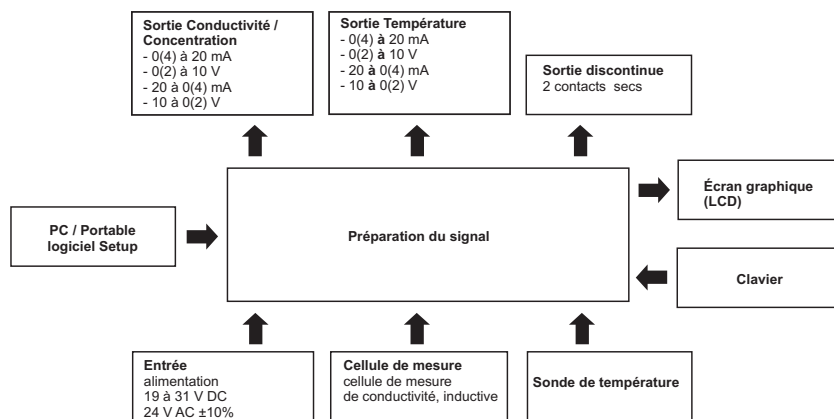 Sortie Conductivité /
Concentration
- 0(4) à 20 mA
- 0(2) à 10 V
- 20 à 0(4) mA
- 10 à 0(2) V
Sortie Température
- 0(4) à 20 mA
- 0(2) à 10 V
- 20 à 0(4) mA
- 10 à 0(2) V
Sortie discontinue
2 contacts secs
PC / Portable
logiciel Setup
Préparation du signal
Écran graphique
(LCD)
Clavier
Entrée
alimentation
19 à 31 V DC
24 V AC ±10%
Cellule de mesure
cellule de mesure
de conductivité, inductive
Sonde de température